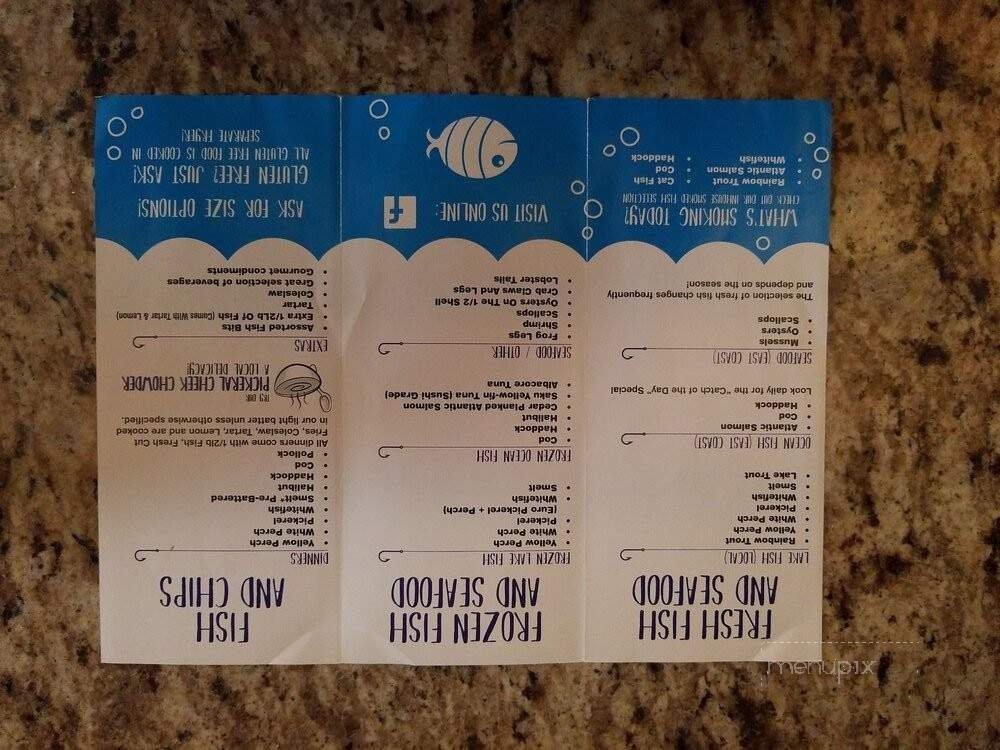 FRESH FISH
AND SEAFOOD
LAKE FISH (LOCAL)
• Rainbow Trout
• Yellow Perch
• White Perch
• Pickerel
• Whitefish
• Smelt
• Lake Trout
OCEAN FISH (EAST COAST)
• Atlantic Salmon
• Cod
• Haddock
Look daily for the "Catch of the "Day" Special
SEAFOOD (EAST COAST)
• Mussels
• Oysters
• Scallops
The selection of fresh fish changes frequently
and depends on the season!
WHAT'S SMOKING TODAY?
CHECK OUT OUR INHOUSE SMOKED FISH SELECTION
• Rainbow Trout
• Atlantic Salmon
• Whitefish
• Cat Fish
• Cod
• Haddock
FROZEN FISH
AND SEAFOOD
FROZEN LAKE FISH
• Yellow Perch
• White Perch
• Pickerel
(Euro Pickerel + Perch)
• Whitefish
• Smelt
FROZEN OCEAN FISH
• Cod
• Haddock
• Halibut
• Cedar Planked Atlantic Salmon
• Saku Yellow-fin Tuna (Sushi Grade)
• Albacore Tuna
SEAFOOD / OTHER
• Frog Legs
• Shrimp
• Scallops
• Oysters On The 1/2 Shell
• Crab Claws And Legs
• Lobster Tails
VISIT US ONLINE: f
FISH
AND CHIPS
DINNERS
• Yellow Perch
• White Perch
• Pickerel
• Whitefish
• Smelt* Pre-Battered
• Halibut
• Haddock
• Cod
• Pollock
All dinners come with 1/2LB Fish, Fresh Cut
Fries, Coleslaw, Tartar, Lemon and are cooked
in our light batter unless otherwise specified.
TRY OUR
PICKERAL CHEEK CHOWDER
A LOCAL DELICACY!
EXTRAS
• Assorted Fish Bits
• Extra 1/2LB Of Fish (Comes With Tartar & Lemon)
• Tartar
• Coleslaw
• Great selection of beverages
• Gourmet condiments
ASK FOR SIZE OPTIONS!
GLUTEN FREE? JUST ASK!
ALL GLUTEN FREE FOOD IS COOKED IN
SEPARATE FRYER!
menupix